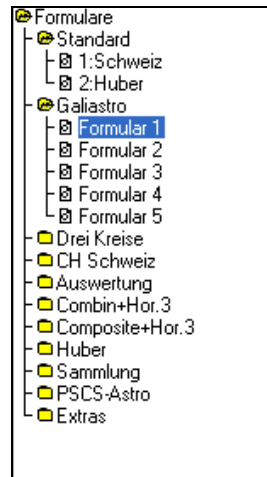 Formulare
Standard
1:Schweiz
2:Huber
Galiastro
Formular 1
Formular 2
Formular 3
Formular 4
Formular 5
Drei Kreise
CH Schweiz
Auswertung
Combin+Hor.3
Composite+Hor.3
Huber
Sammlung
PSCS-Astro
Extras